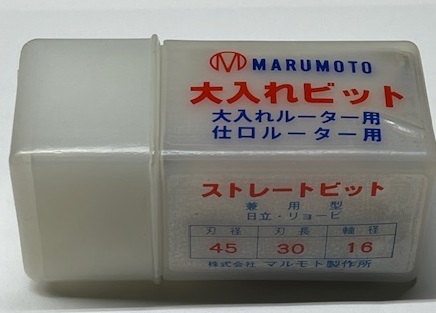 M MARUMOTO
大入れビット
大入れルーター用
仕口ルーター用
ストレートビット
兼用型
日立・リョービ
刃径 刃長 軸径
45 30 16
株式会社 マルモト製作所